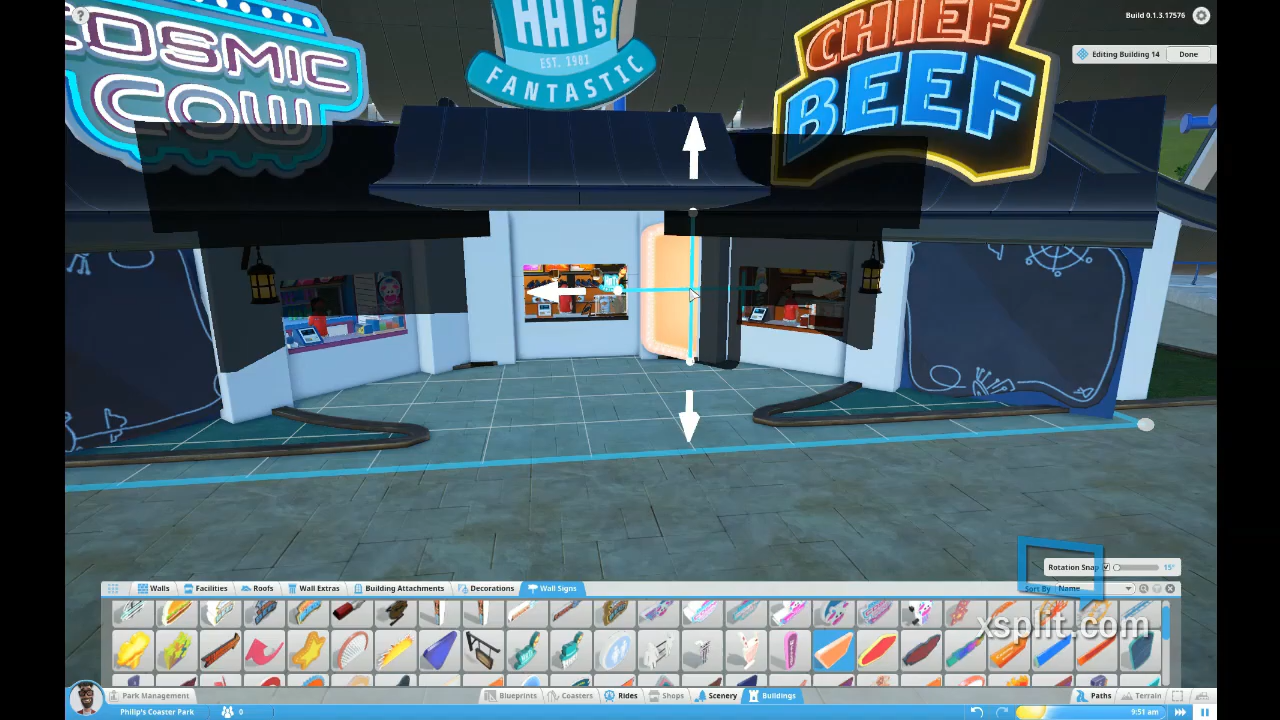 COSMIC COW
HATS
EST. 1981
FANTASTIC
CHIEF
BEEF
Build 0.1.3.17576
Editing Building 14 Done
Rotation Snap 15°
Walls Facilities Roofs Wall Extras Building Attachments Decorations Wall Signs Sort By Name
xsplit.com
Park Management Blueprints Coasters Rides Shops Scenery Buildings Paths Terrain
Philip's Coaster Park 0 9:51 am